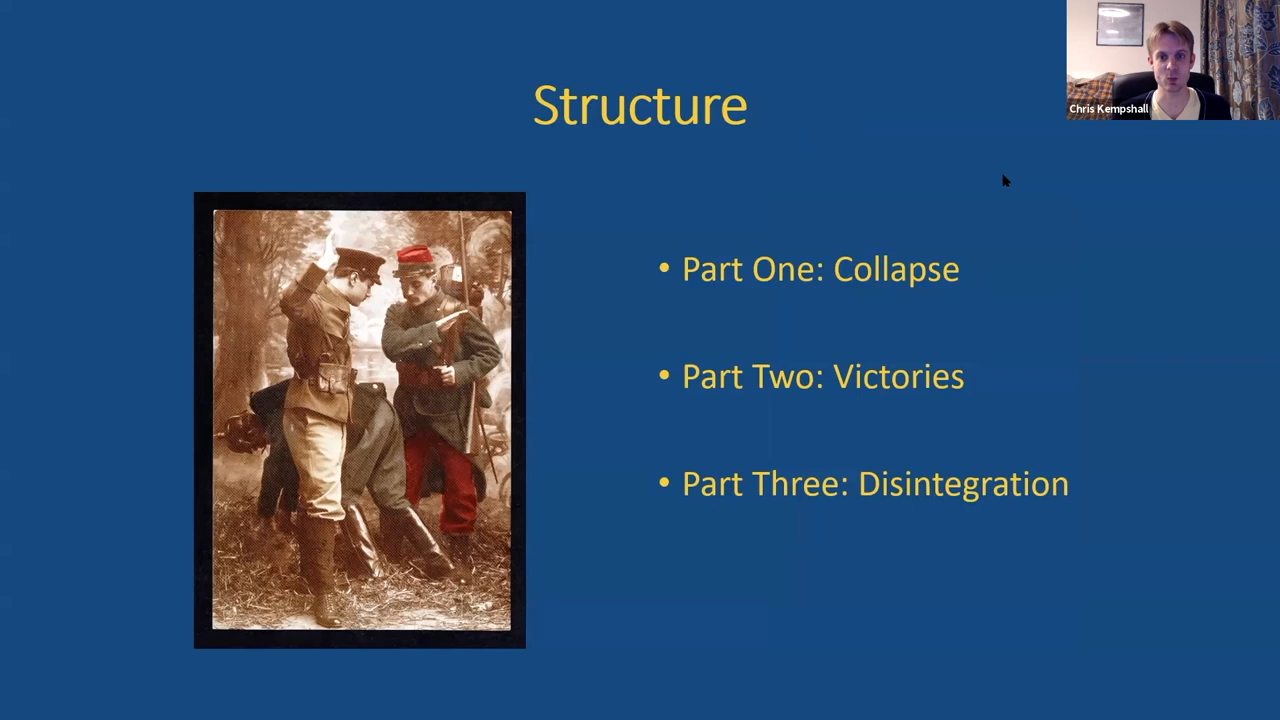 Structure
Chris Kempshall
• Part One: Collapse
• Part Two: Victories
• Part Three: Disintegration